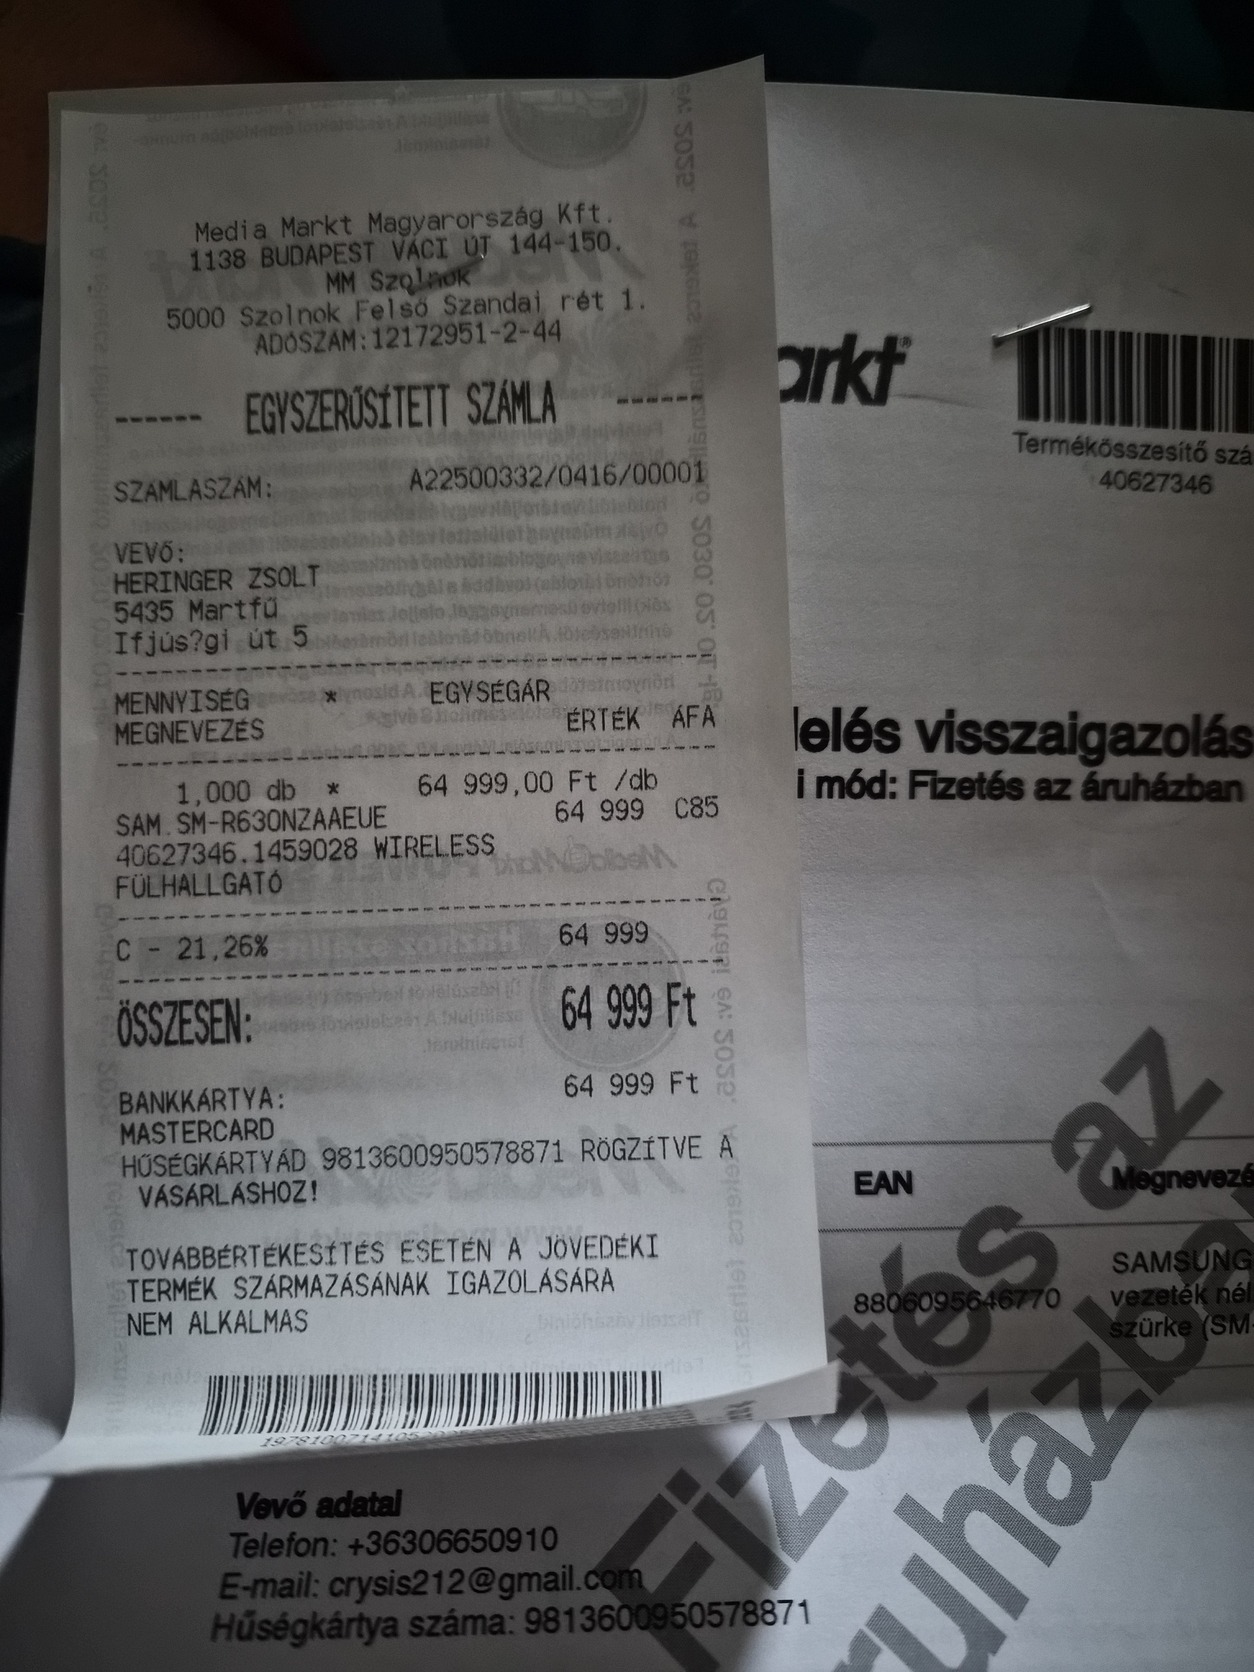 Media Markt Magyarország Kft.
1138 BUDAPEST VÁCI ÚT 144-150.
MM Szolnok
5000 Szolnok Felső Szandai rét 1.
ADÓSZÁM:12172951-2-44
------ EGYSZERŰSÍTETT SZÁMLA ------
SZÁMLASZÁM: A22500332/0416/00001
VEVŐ:
HERINGER ZSOLT
5435 Martfű
Ifjús?gi út 5
MENNYISÉG * EGYSÉGÁR
MEGNEVEZÉS ÉRTÉK ÁFA
1,000 db * 64 999,00 Ft /db
SAM.SM-R630NZAAEUE 64 999 C85
40627346.1459028 WIRELESS
FÜLHALLGATÓ
C - 21,26% 64 999
ÖSSZESEN: 64 999 Ft
BANKKÁRTYA: 64 999 Ft
MASTERCARD
HŰSÉGKÁRTYÁD 9813600950578871 RÖGZÍTVE A
VÁSÁRLÁSHOZ!
TOVÁBBÉRTÉKESÍTÉS ESETÉN A JÖVEDÉKI
TERMÉK SZÁRMAZÁSÁNAK IGAZOLÁSÁRA
NEM ALKALMAS
arkt®
Termékösszesítő szá
40627346
lelés visszaigazolás
i mód: Fizetés az áruházban
EAN Megnevezé
8806095646770 SAMSUNG
vezeték nél
szürke (SM-
Fizetés az
ruházba
Vevő adatai
Telefon: +36306650910
E-mail: crysis212@gmail.com
Hűségkártya száma: 9813600950578871